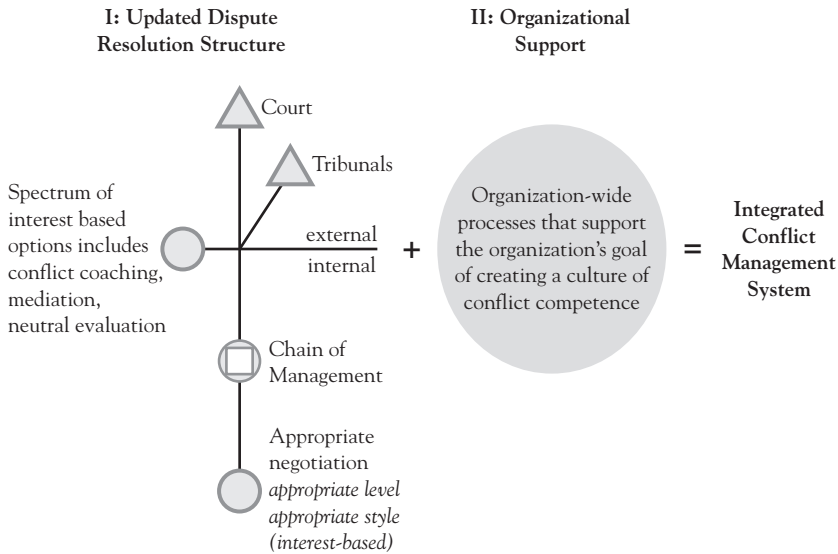 I: Updated Dispute
Resolution Structure
II: Organizational
Support
Court
Tribunals
Spectrum of
interest based
options includes
conflict coaching,
mediation,
neutral evaluation
external
internal
Chain of
Management
Appropriate
negotiation
appropriate level
appropriate style
(interest-based)
+
Organization-wide
processes that support
the organization’s goal
of creating a culture of
conflict competence
=
Integrated
Conflict
Management
System